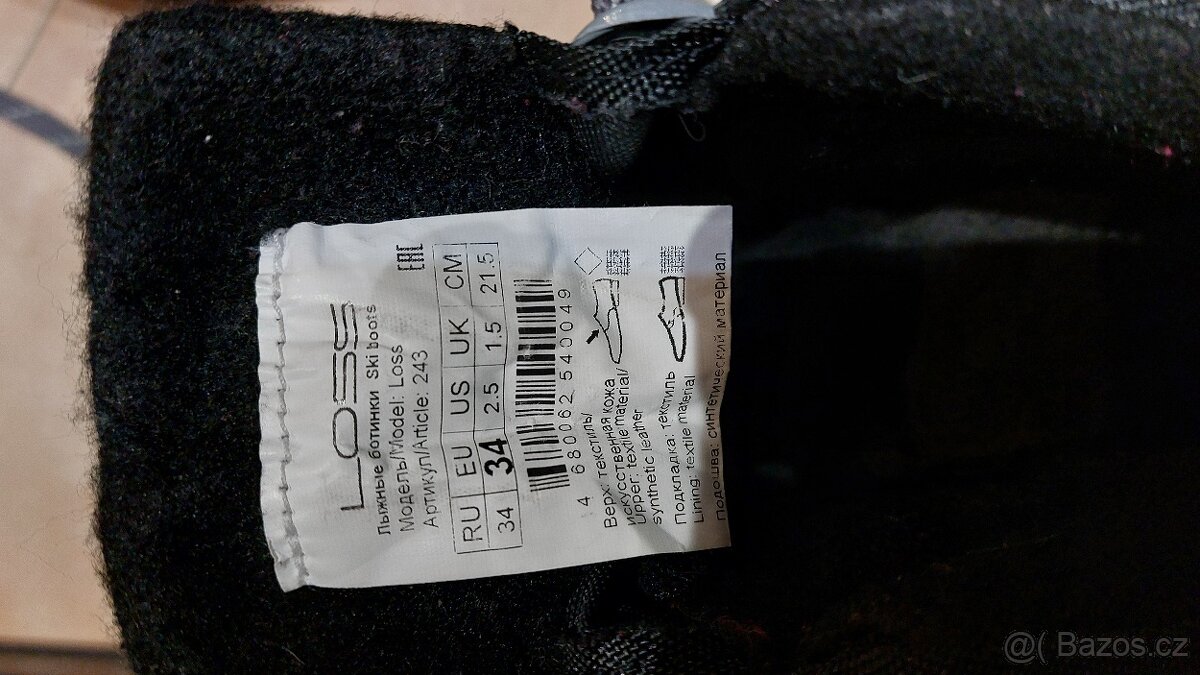 LOSS
Лыжные ботинки Ski boots
Модель/Model: Loss
Артикул/Article: 243
EAC
RU EU US UK CM
34 34 2.5 1.5 21.5
4 680062 540049
Верх: текстиль/
искусственная кожа
Upper: textile material/
synthetic leather
Подкладка: текстиль
Lining: textile material
Подошва: синтетический материал
@( Bazos.cz